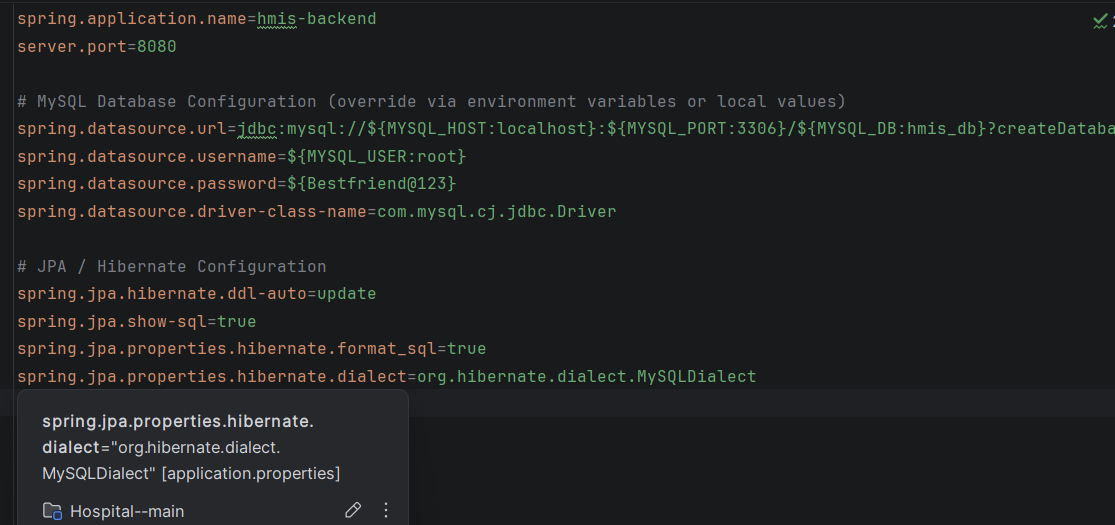 spring.application.name=hmis-backend
server.port=8080
# MySQL Database Configuration (override via environment variables or local values)
spring.datasource.url=jdbc:mysql://${MYSQL_HOST:localhost}:${MYSQL_PORT:3306}/${MYSQL_DB:hmis_db}?createDataba
spring.datasource.username=${MYSQL_USER:root}
spring.datasource.password=${Bestfriend@123}
spring.datasource.driver-class-name=com.mysql.cj.jdbc.Driver
# JPA / Hibernate Configuration
spring.jpa.hibernate.ddl-auto=update
spring.jpa.show-sql=true
spring.jpa.properties.hibernate.format_sql=true
spring.jpa.properties.hibernate.dialect=org.hibernate.dialect.MySQLDialect
spring.jpa.properties.hibernate.
dialect="org.hibernate.dialect.
MySQLDialect" [application.properties]
Hospital--main